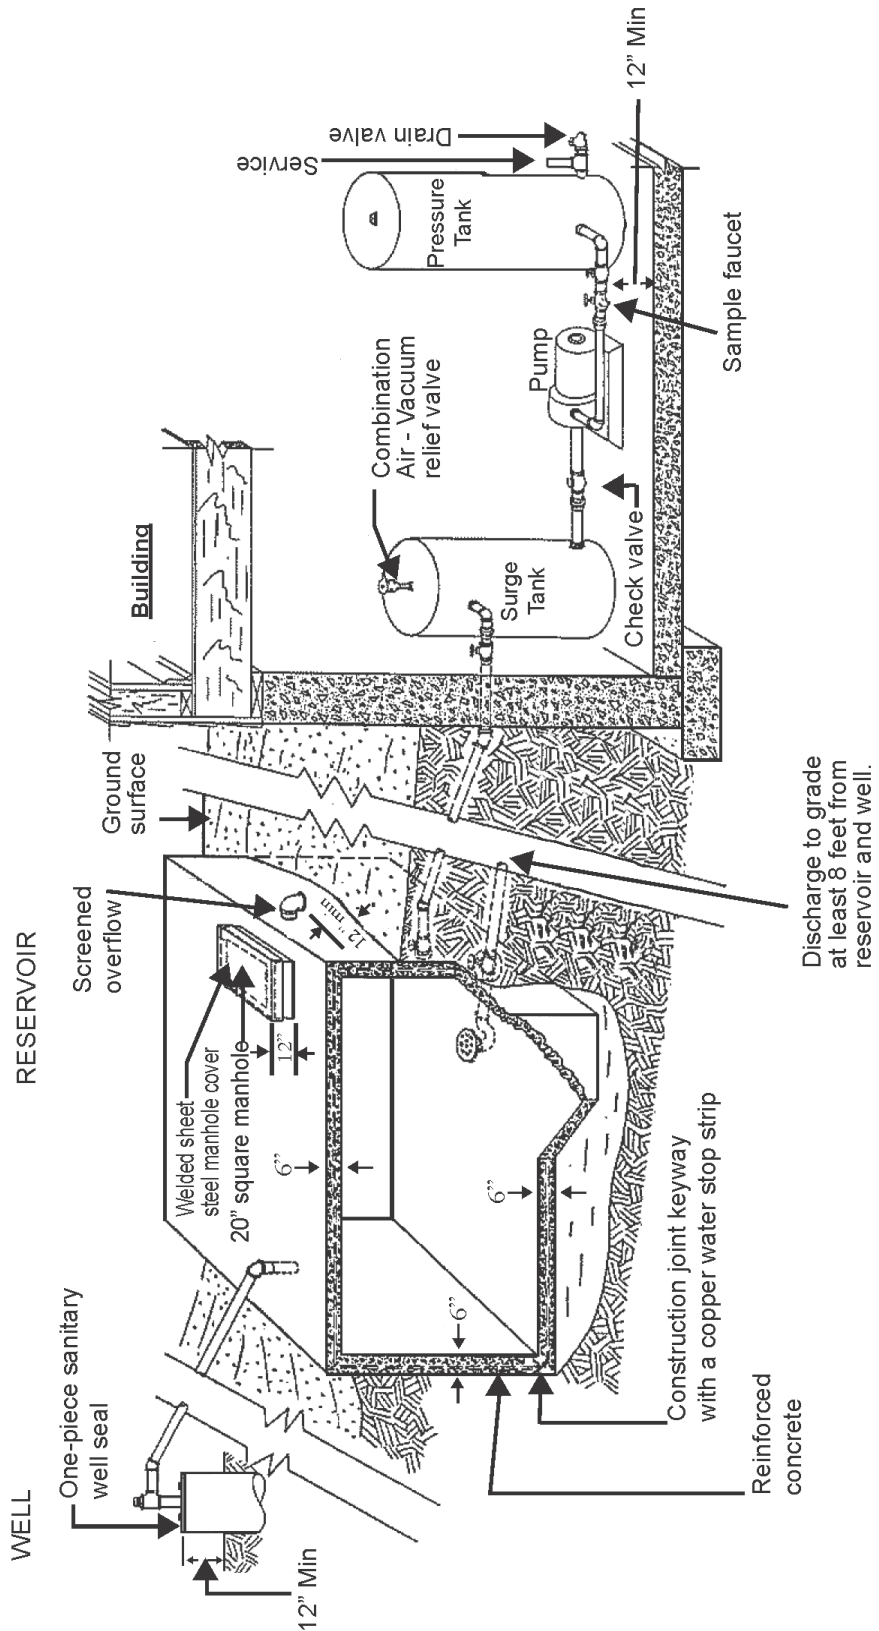 WELL
RESERVOIR
One-piece sanitary
well seal
12” Min
Welded sheet
steel manhole cover
20” square manhole
12”
Screened
overflow
12” min
Ground
surface
Building
6”
6”
6”
Reinforced
concrete
Construction joint keyway
with a copper water stop strip
Discharge to grade
at least 8 feet from
reservoir and well.
Combination
Air - Vacuum
relief valve
Surge
Tank
Check valve
Pump
Pressure
Tank
Service
Drain valve
Sample faucet
12” Min